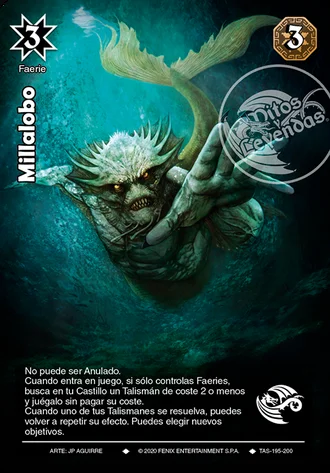 3
3
Faerie
Millalobo
Mitos
y
Leyendas
No puede ser Anulado.
Cuando entra en juego, si sólo controlas Faeries,
busca en tu Castillo un Talismán de coste 2 o menos
y juégalo sin pagar su coste.
Cuando uno de tus Talismanes se resuelva, puedes
volver a repetir su efecto. Puedes elegir nuevos
objetivos.
ARTE: JP AGUIRRE ◆ © 2020 FENIX ENTERTAINMENT S.P.A. ◆ TAS-195-200